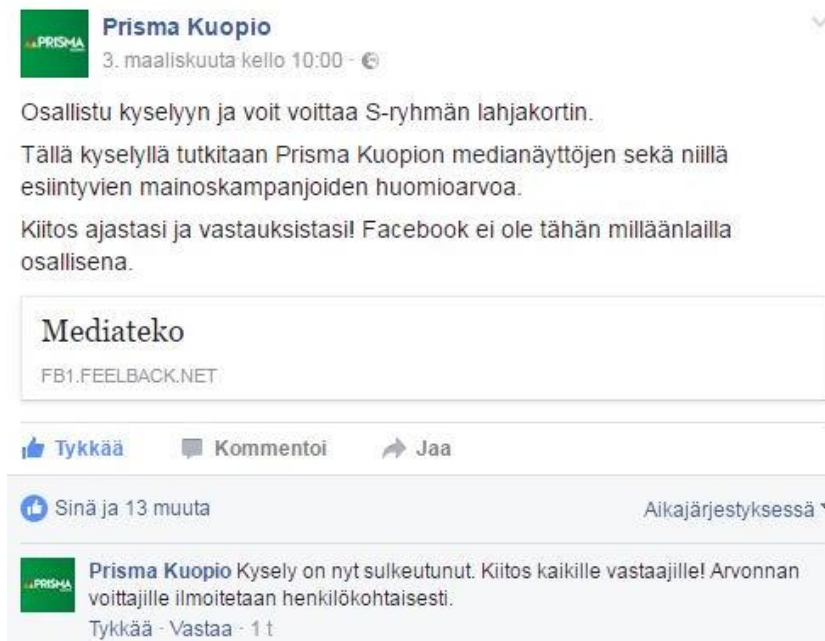 PRISMA
Prisma Kuopio
3. maaliskuuta kello 10:00 ·
Osallistu kyselyyn ja voit voittaa S-ryhmän lahjakortin.
Tällä kyselyllä tutkitaan Prisma Kuopion medianäyttöjen sekä niillä
esiintyvien mainoskampanjoiden huomioarvoa.
Kiitos ajastasi ja vastauksistasi! Facebook ei ole tähän milläänlailla
osallisena.
Mediateko
FB1.FEELBACK.NET
Tykkää Kommentoi Jaa
Sinä ja 13 muuta Aikajärjestyksessä
PRISMA
Prisma Kuopio Kysely on nyt sulkeutunut. Kiitos kaikille vastaajille! Arvonnan
voittajille ilmoitetaan henkilökohtaisesti.
Tykkää · Vastaa · 1 t